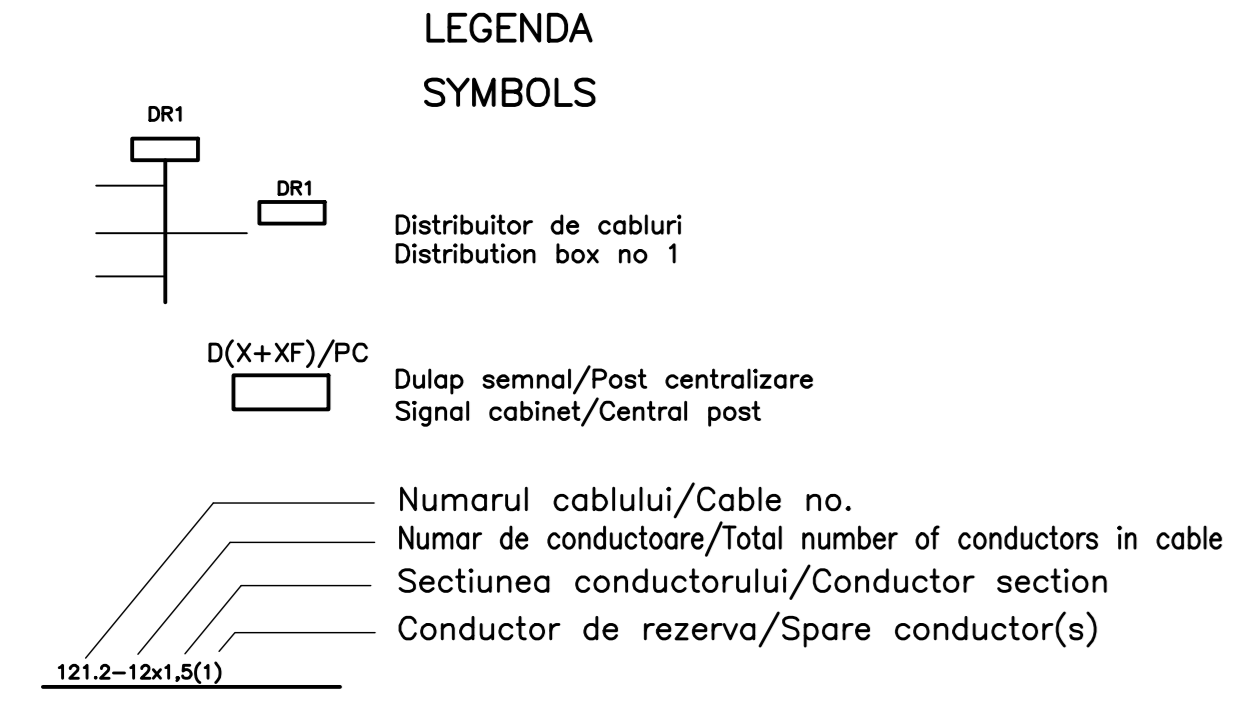 LEGENDA
SYMBOLS
DR1
DR1
Distribuitor de cabluri
Distribution box no 1
D(X+XF)/PC
Dulap semnal/Post centralizare
Signal cabinet/Central post
Numarul cablului/Cable no.
Numar de conductoare/Total number of conductors in cable
Sectiunea conductorului/Conductor section
Conductor de rezerva/Spare conductor(s)
121.2-12x1,5(1)